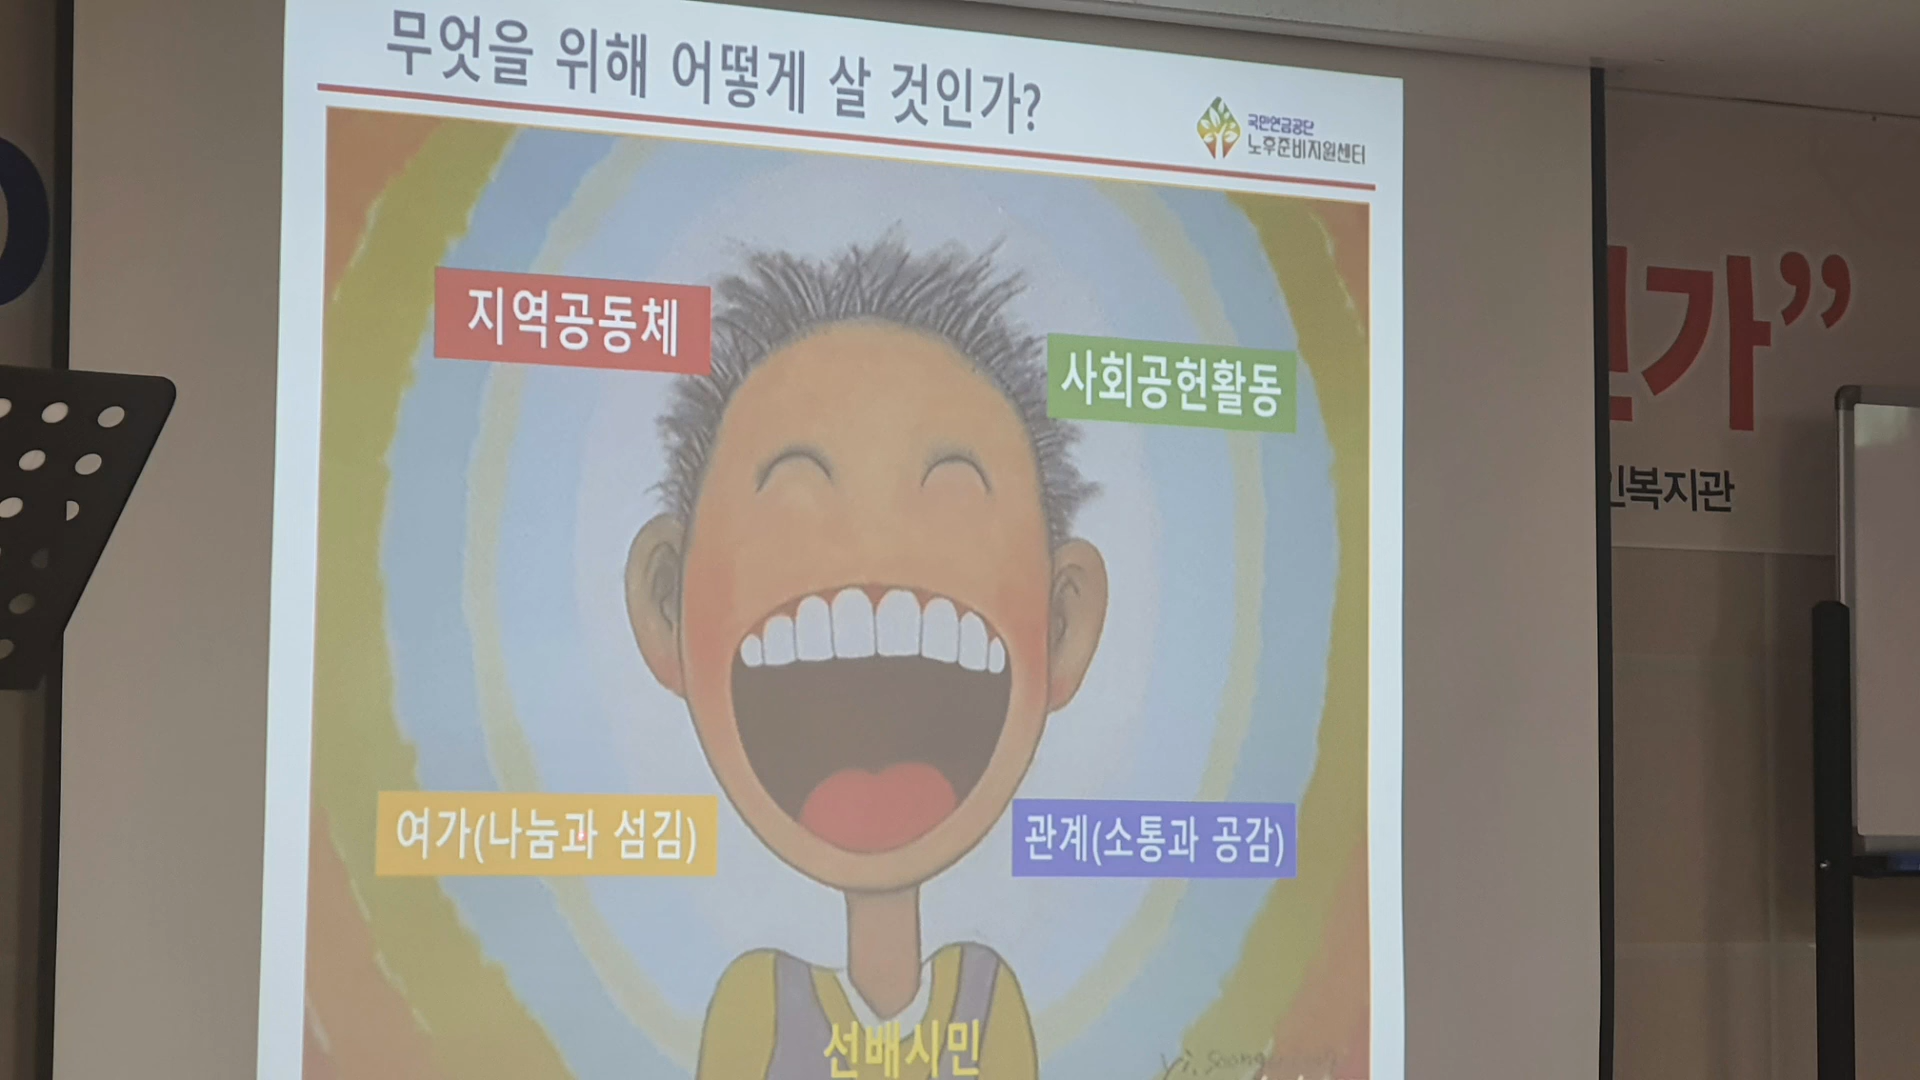 무엇을 위해 어떻게 살 것인가?
국민연금공단
노후준비지원센터
지역공동체
사회공헌활동
여가(나눔과 섬김)
관계(소통과 공감)
선배시민
가”
복지관